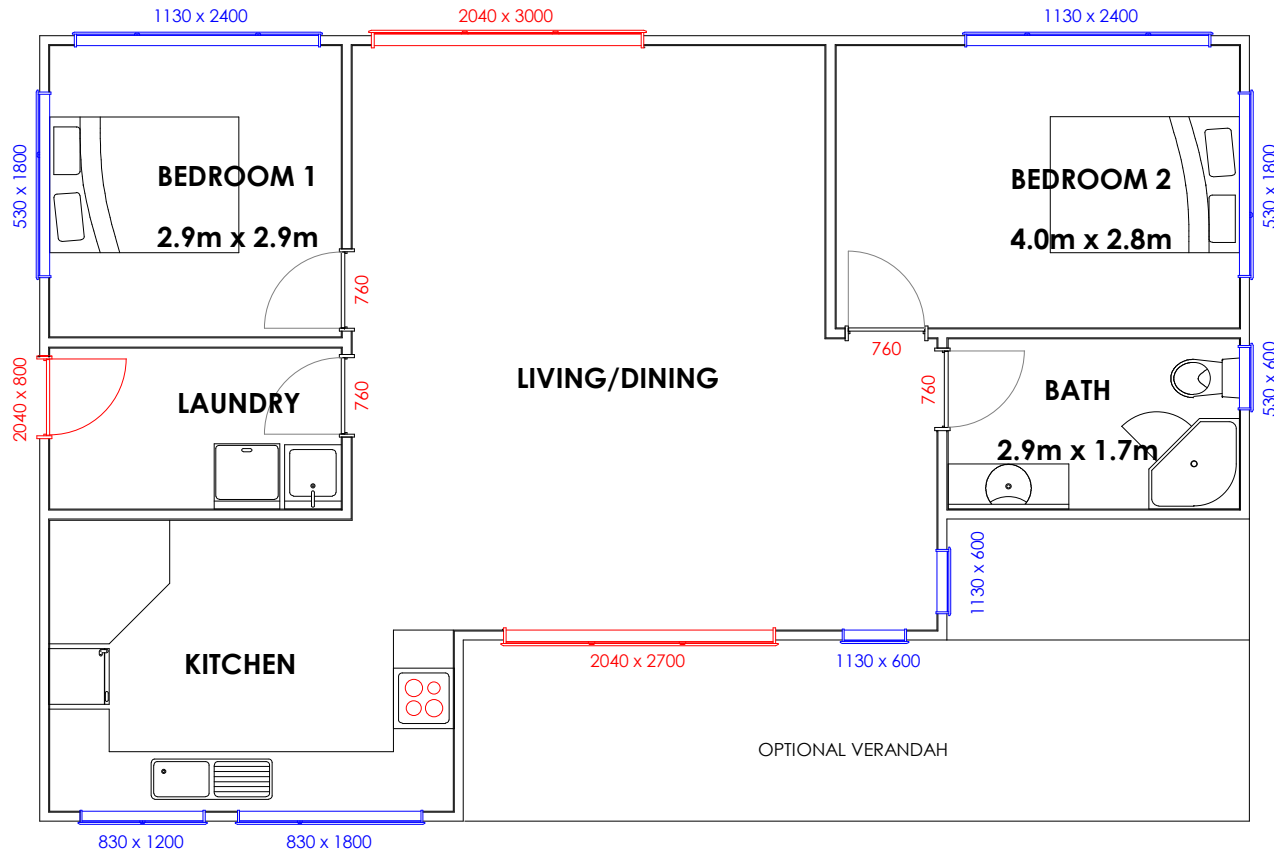 1130 x 2400
2040 x 3000
1130 x 2400
530 x 1800
BEDROOM 1
2.9m x 2.9m
760
BEDROOM 2
4.0m x 2.8m
530 x 1800
2040 x 800
LAUNDRY
760
LIVING/DINING
760
760
BATH
2.9m x 1.7m
530 x 600
1130 x 600
KITCHEN
2040 x 2700
1130 x 600
OPTIONAL VERANDAH
830 x 1200
830 x 1800